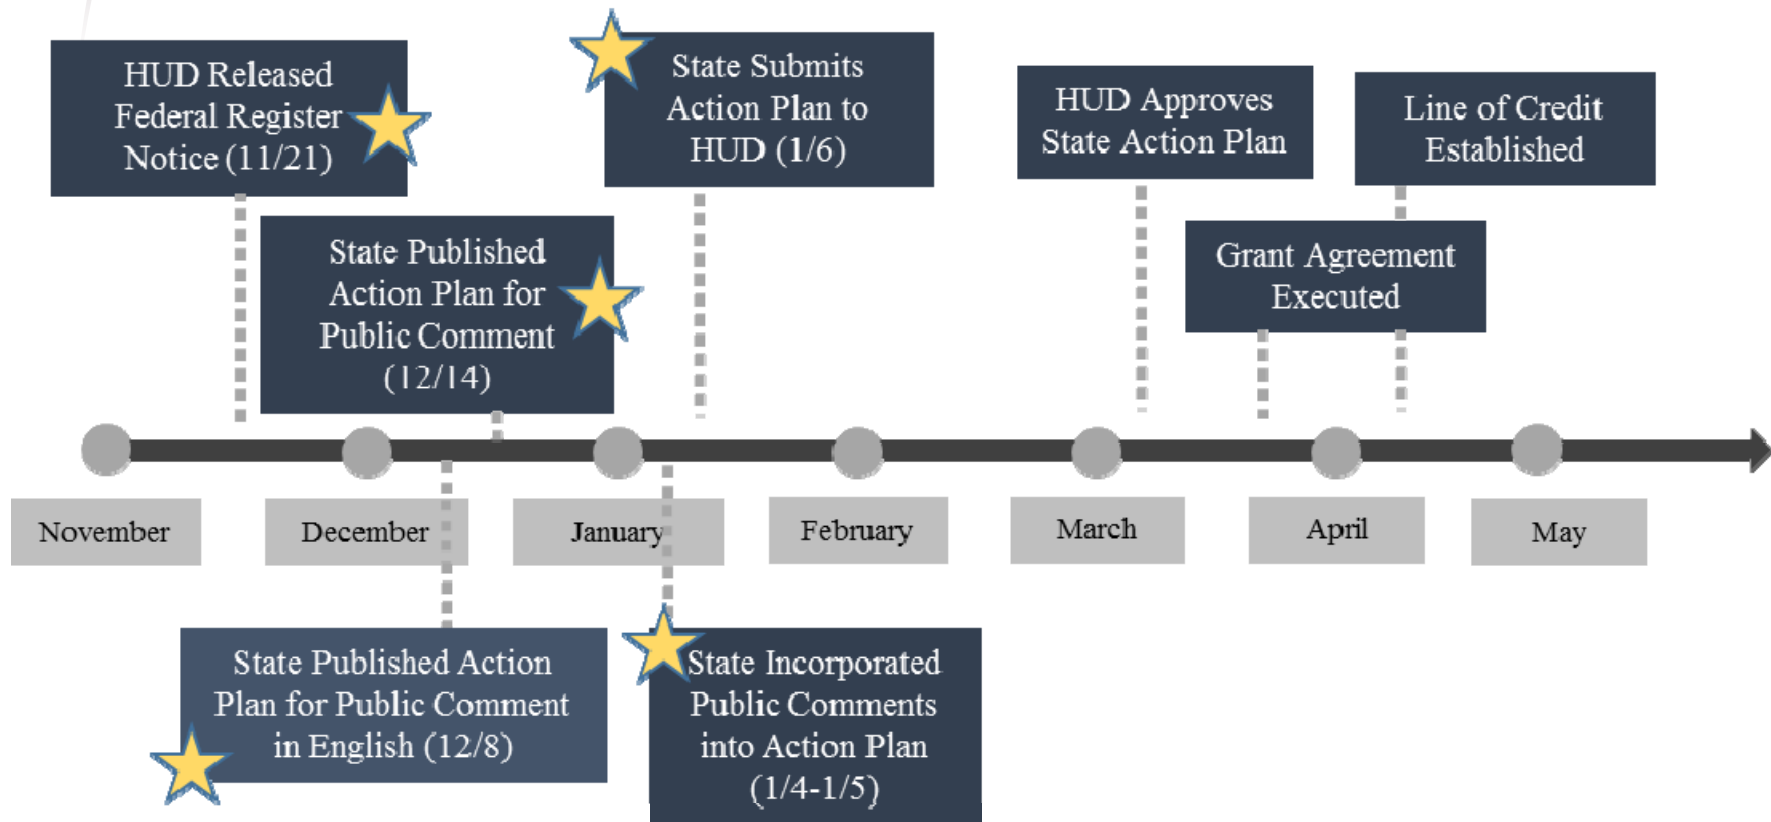 HUD Released
Federal Register
Notice (11/21)
State Submits
Action Plan to
HUD (1/6)
HUD Approves
State Action Plan
Line of Credit
Established
State Published
Action Plan for
Public Comment
(12/14)
Grant Agreement
Executed
November
December
January
February
March
April
May
State Published Action
Plan for Public Comment
in English (12/8)
State Incorporated
Public Comments
into Action Plan
(1/4-1/5)